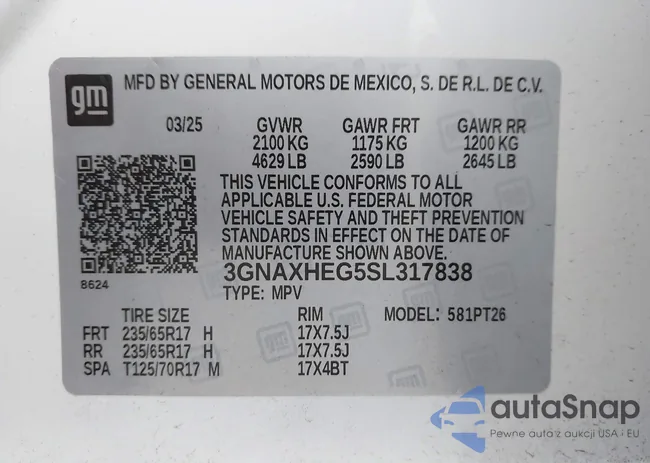 gm
MFD BY GENERAL MOTORS DE MEXICO, S. DE R.L. DE C.V.
03/25 GVWR GAWR FRT GAWR RR
2100 KG 1175 KG 1200 KG
4629 LB 2590 LB 2645 LB
THIS VEHICLE CONFORMS TO ALL
APPLICABLE U.S. FEDERAL MOTOR
VEHICLE SAFETY AND THEFT PREVENTION
STANDARDS IN EFFECT ON THE DATE OF
MANUFACTURE SHOWN ABOVE.
3GNAXHEG5SL317838
8624
TYPE: MPV
TIRE SIZE RIM MODEL: 581PT26
FRT 235/65R17 H 17X7.5J
RR 235/65R17 H 17X7.5J
SPA T125/70R17 M 17X4BT
autaSnap
Pewne auta z aukcji USA i EU